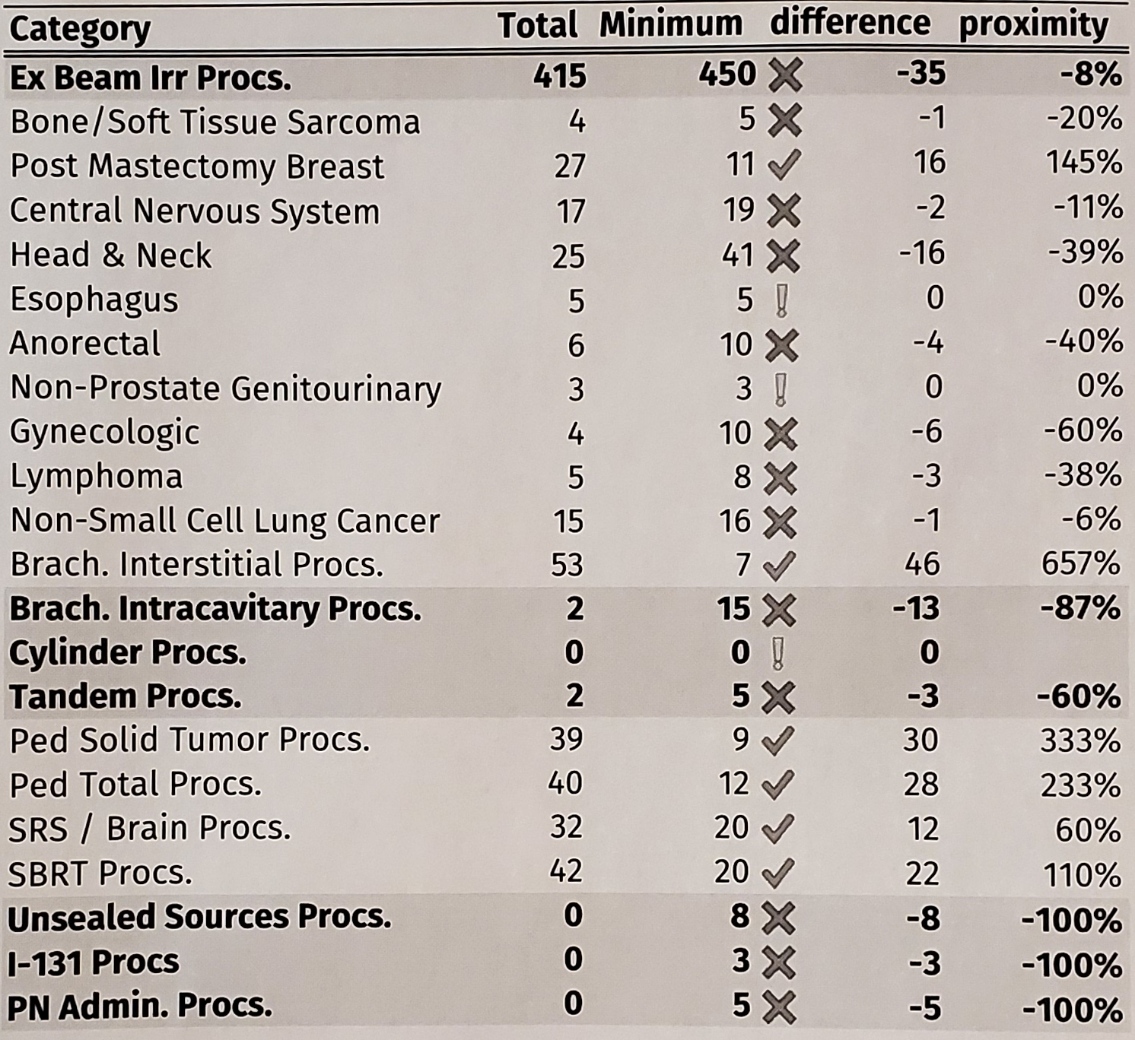 Category Total Minimum difference proximity
Ex Beam Irr Procs. 415 450 ✖ -35 -8%
Bone/Soft Tissue Sarcoma 4 5 ✖ -1 -20%
Post Mastectomy Breast 27 11 ✔ 16 145%
Central Nervous System 17 19 ✖ -2 -11%
Head & Neck 25 41 ✖ -16 -39%
Esophagus 5 5 ! 0 0%
Anorectal 6 10 ✖ -4 -40%
Non-Prostate Genitourinary 3 3 ! 0 0%
Gynecologic 4 10 ✖ -6 -60%
Lymphoma 5 8 ✖ -3 -38%
Non-Small Cell Lung Cancer 15 16 ✖ -1 -6%
Brach. Interstitial Procs. 53 7 ✔ 46 657%
Brach. Intracavitary Procs. 2 15 ✖ -13 -87%
Cylinder Procs. 0 0 ! 0
Tandem Procs. 2 5 ✖ -3 -60%
Ped Solid Tumor Procs. 39 9 ✔ 30 333%
Ped Total Procs. 40 12 ✔ 28 233%
SRS / Brain Procs. 32 20 ✔ 12 60%
SBRT Procs. 42 20 ✔ 22 110%
Unsealed Sources Procs. 0 8 ✖ -8 -100%
I-131 Procs 0 3 ✖ -3 -100%
PN Admin. Procs. 0 5 ✖ -5 -100%